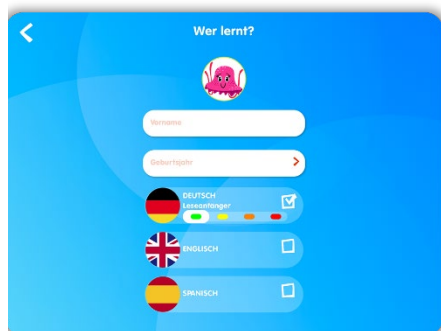 Wer lernt?
Vorname
Geburtsjahr
DEUTSCH
Leseanfänger
ENGLISCH
SPANISCH